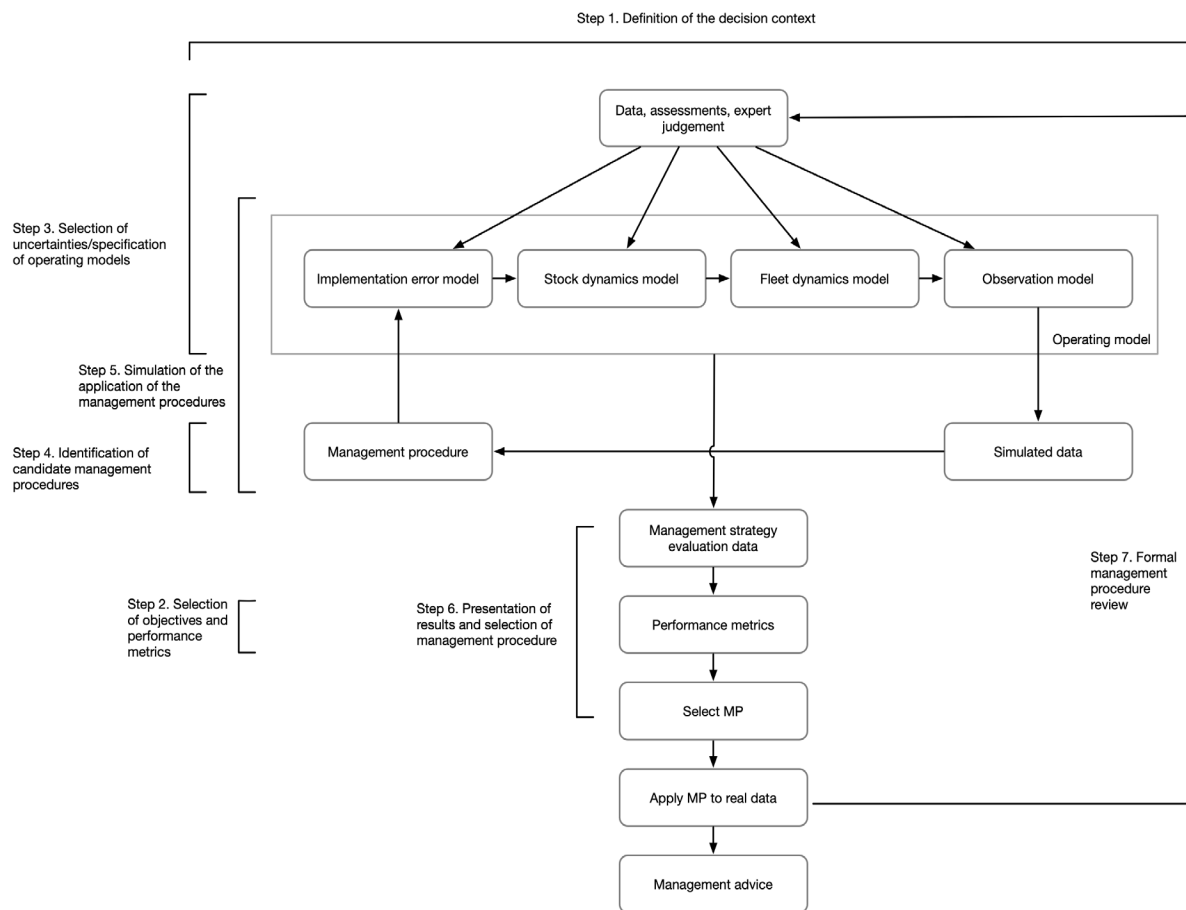 Step 1. Definition of the decision context
Data, assessments, expert
judgement
Step 3. Selection of
uncertainties/specification
of operating models
Implementation error model
Stock dynamics model
Fleet dynamics model
Observation model
Operating model
Step 5. Simulation of the
application of the
management procedures
Step 4. Identification of
candidate management
procedures
Management procedure
Simulated data
Management strategy
evaluation data
Step 7. Formal
management
procedure
review
Step 2. Selection
of objectives and
performance
metrics
Step 6. Presentation of
results and selection of
management procedure
Performance metrics
Select MP
Apply MP to real data
Management advice